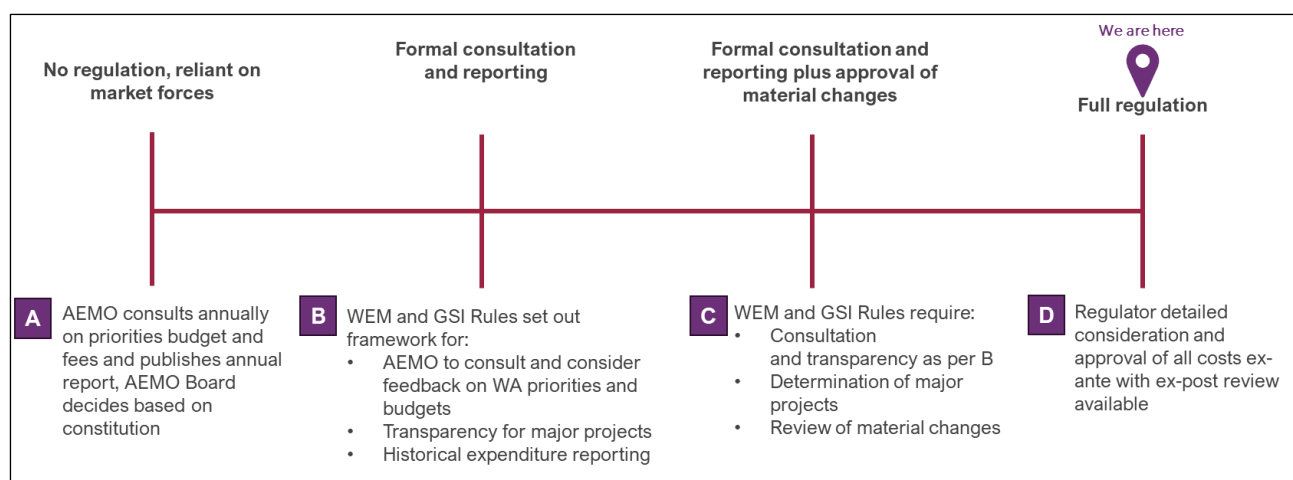 No regulation, reliant on
market forces
Formal consultation
and reporting
Formal consultation and
reporting plus approval of
material changes
We are here
Full regulation
A
AEMO consults annually
on priorities budget and
fees and publishes annual
report, AEMO Board
decides based on
constitution
B
WEM and GSI Rules set out
framework for:
• AEMO to consult and consider
feedback on WA priorities and
budgets
• Transparency for major projects
• Historical expenditure reporting
C
WEM and GSI Rules require:
• Consultation
and transparency as per B
• Determination of major
projects
• Review of material changes
D
Regulator detailed
consideration and
approval of all costs ex-
ante with ex-post review
available